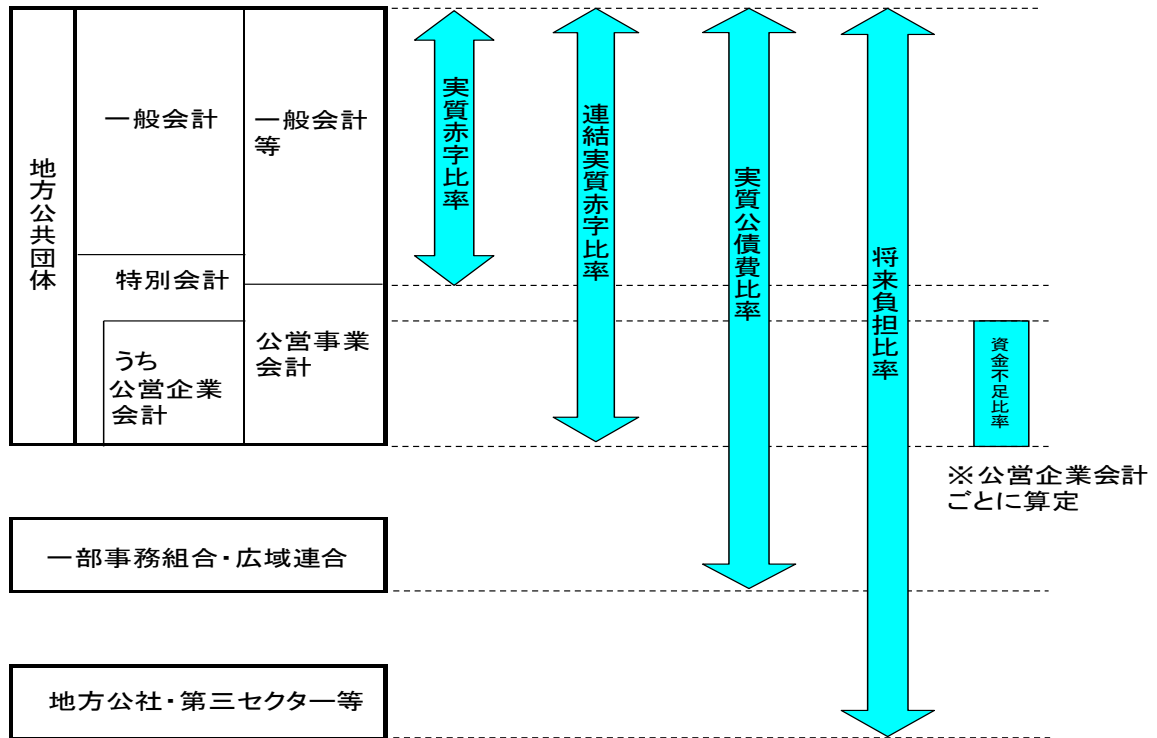 地方公共団体
一般会計
一般会計
等
特別会計
うち
公営企業
会計
公営事業
会計
実質赤字比率
連結実質赤字比率
実質公債費比率
将来負担比率
資金不足比率
※公営企業会計
ごとに算定
一部事務組合・広域連合
地方公社・第三セクター等